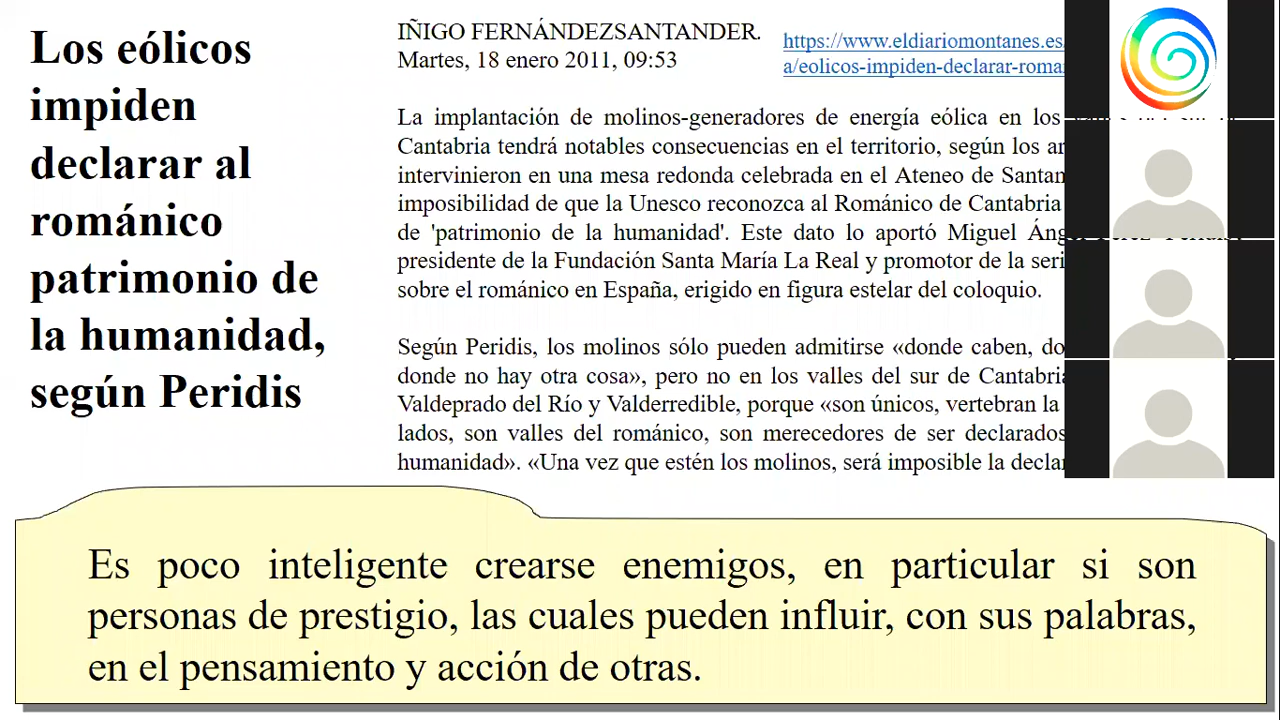 Los eólicos
impiden
declarar al
románico
patrimonio de
la humanidad,
según Peridis
IÑIGO FERNÁNDEZSANTANDER.
Martes, 18 enero 2011, 09:53
https://www.eldiariomontanes.es
a/eolicos-impiden-declarar-roma
La implantación de molinos-generadores de energía eólica en los
Cantabria tendrá notables consecuencias en el territorio, según los
intervinieron en una mesa redonda celebrada en el Ateneo de
imposibilidad de que la Unesco reconozca al Románico de Cantabria
de 'patrimonio de la humanidad'. Este dato lo aportó Miguel
presidente de la Fundación Santa María La Real y promotor de la
sobre el románico en España, erigido en figura estelar del coloquio.
Según Peridis, los molinos sólo pueden admitirse «donde caben,
donde no hay otra cosa», pero no en los valles del sur de Cantabria
Valdeprado del Río y Valderredible, porque «son únicos, vertebran la
lados, son valles del románico, son merecedores de ser declarados
humanidad». «Una vez que estén los molinos, será imposible la
Es poco inteligente crearse enemigos, en particular si son
personas de prestigio, las cuales pueden influir, con sus palabras,
en el pensamiento y acción de otras.